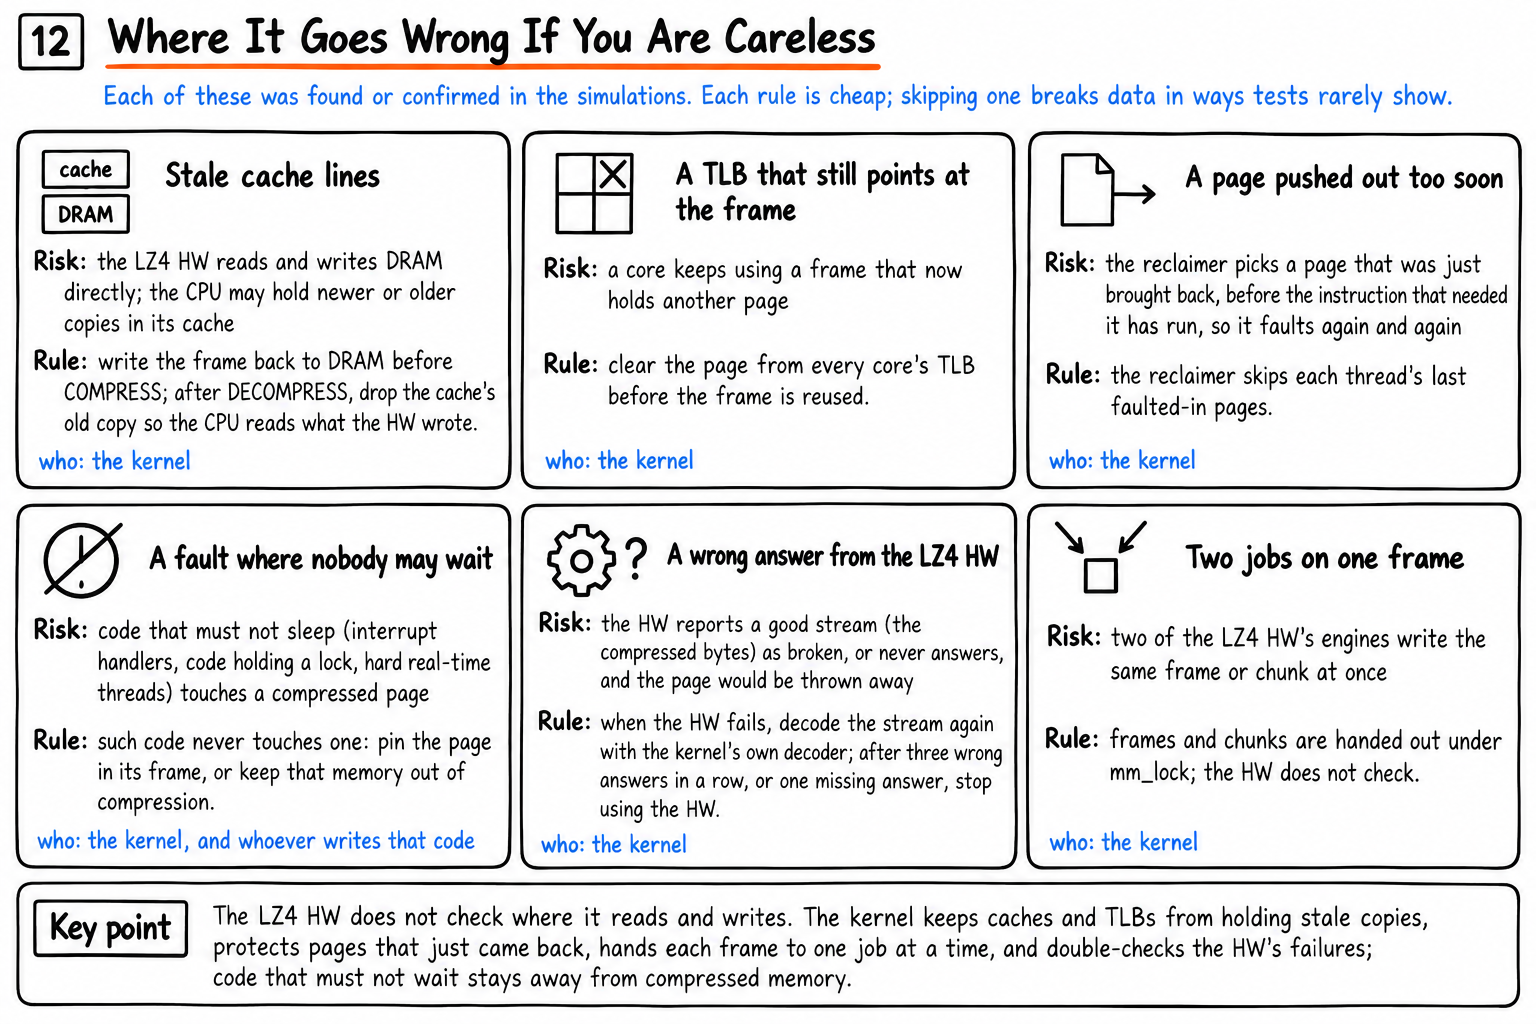 12 Where It Goes Wrong If You Are Careless
Each of these was found or confirmed in the simulations. Each rule is cheap; skipping one breaks data in ways tests rarely show.
cache
DRAM
Stale cache lines
Risk: the LZ4 HW reads and writes DRAM
directly; the CPU may hold newer or older
copies in its cache
Rule: write the frame back to DRAM before
COMPRESS; after DECOMPRESS, drop the cache's
old copy so the CPU reads what the HW wrote.
who: the kernel
A TLB that still points at
the frame
Risk: a core keeps using a frame that now
holds another page
Rule: clear the page from every core's TLB
before the frame is reused.
who: the kernel
A page pushed out too soon
Risk: the reclaimer picks a page that was just
brought back, before the instruction that needed
it has run, so it faults again and again
Rule: the reclaimer skips each thread's last
faulted-in pages.
who: the kernel
A fault where nobody may wait
Risk: code that must not sleep (interrupt
handlers, code holding a lock, hard real-time
threads) touches a compressed page
Rule: such code never touches one: pin the page
in its frame, or keep that memory out of
compression.
who: the kernel, and whoever writes that code
?
A wrong answer from the LZ4 HW
Risk: the HW reports a good stream (the
compressed bytes) as broken, or never answers,
and the page would be thrown away
Rule: when the HW fails, decode the stream again
with the kernel's own decoder; after three wrong
answers in a row, or one missing answer, stop
using the HW.
who: the kernel
Two jobs on one frame
Risk: two of the LZ4 HW's engines write the
same frame or chunk at once
Rule: frames and chunks are handed out under
mm_lock; the HW does not check.
who: the kernel
Key point
The LZ4 HW does not check where it reads and writes. The kernel keeps caches and TLBs from holding stale copies,
protects pages that just came back, hands each frame to one job at a time, and double-checks the HW's failures;
code that must not wait stays away from compressed memory.